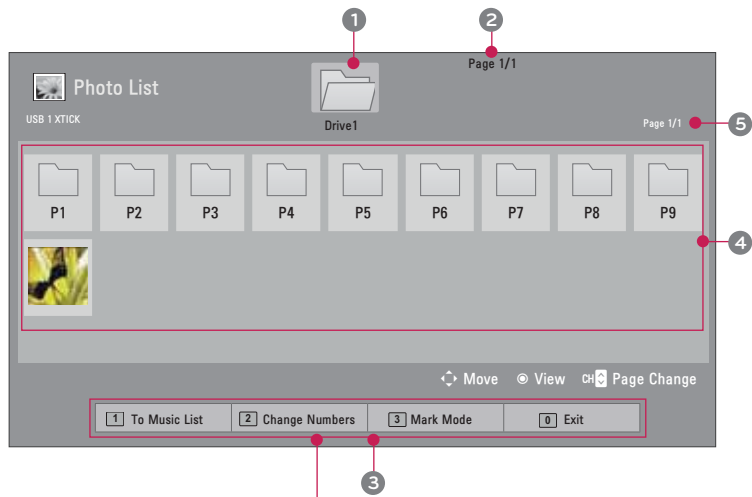 1
2
Page 1/1
Photo List
USB 1 XTICK
Drive1
Page 1/1
5
P1 P2 P3 P4 P5 P6 P7 P8 P9
4
Move View CH Page Change
1 To Music List 2 Change Numbers 3 Mark Mode 0 Exit
3